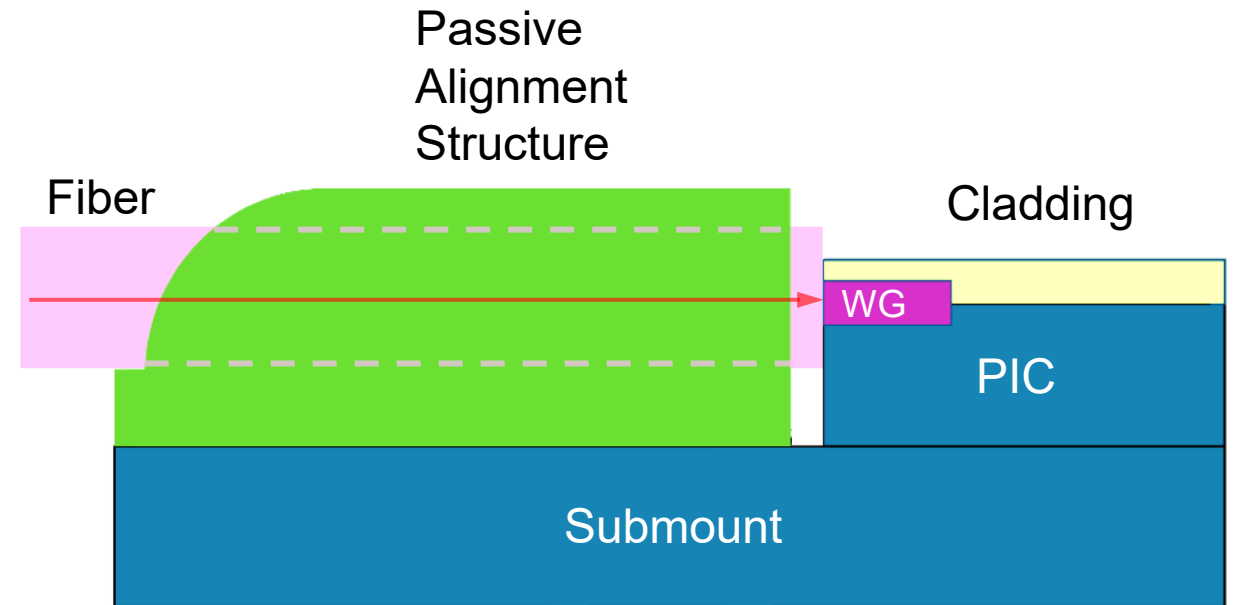 Passive
Alignment
Structure
Fiber
Cladding
WG
PIC
Submount